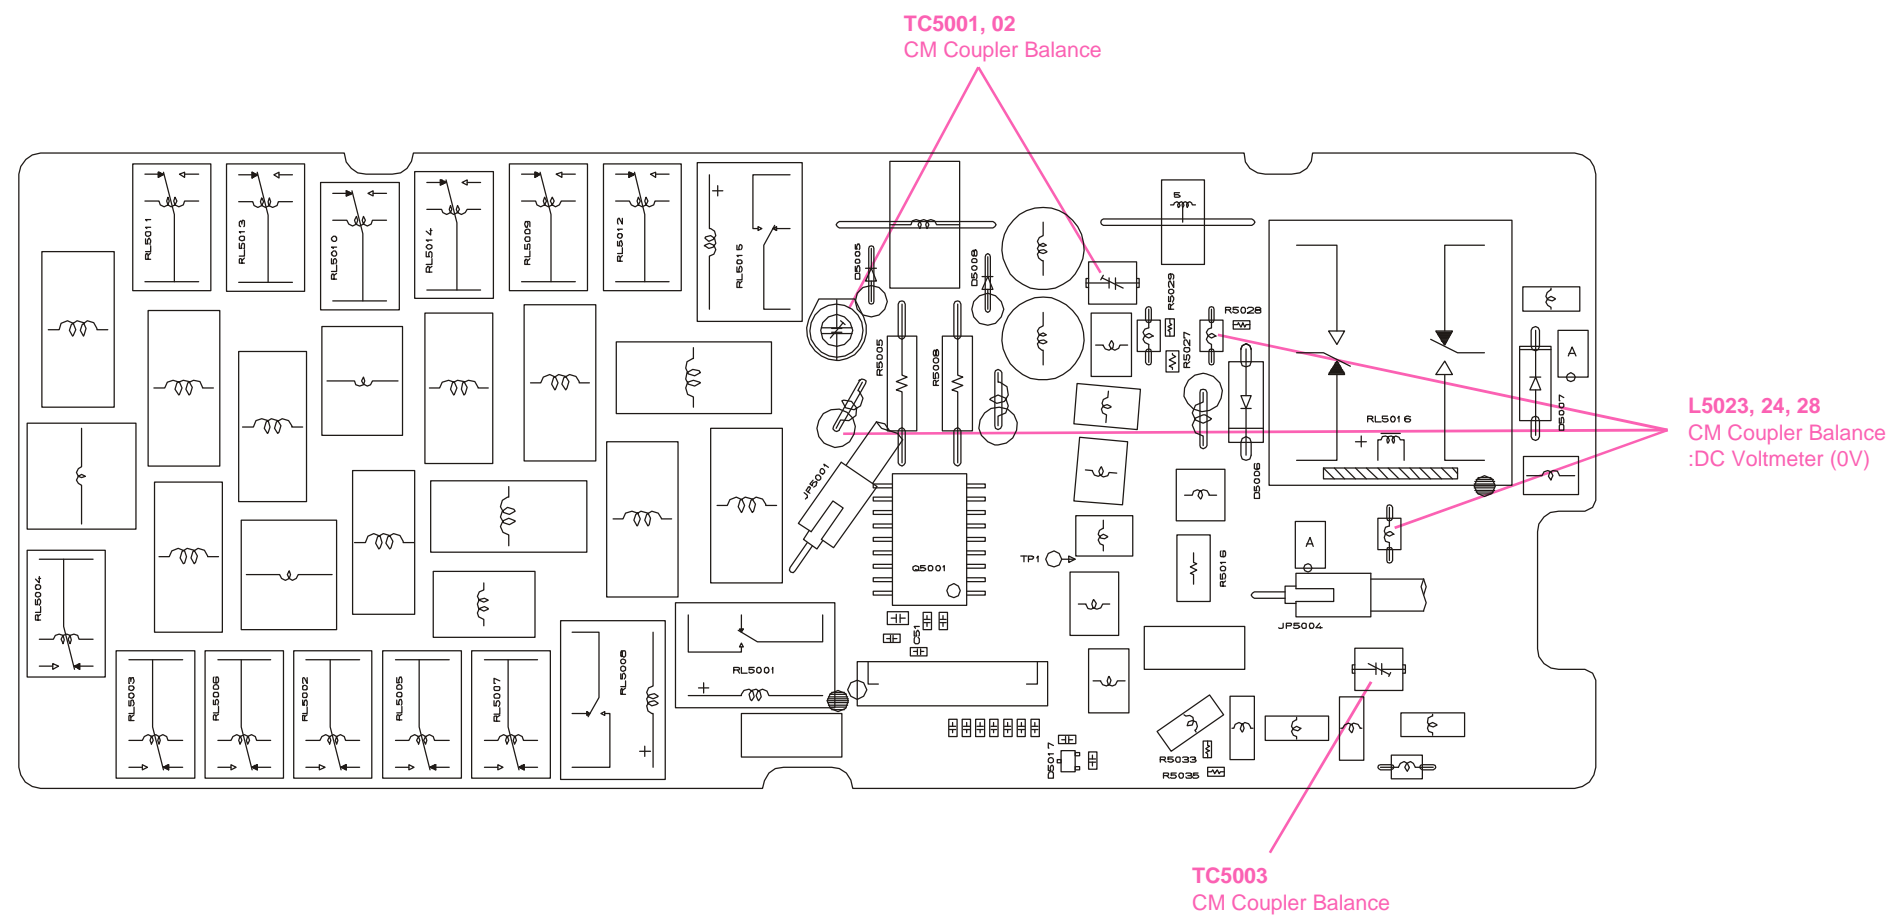 TC5001, 02
CM Coupler Balance
RL5011
RL5013
RL5010
RL5014
RL5009
RL5012
RL5015
D5005
D5008
5
R5029
R5028
R5027
R5005
R5008
A
D5007
RL5016
L5023, 24, 28
CM Coupler Balance
:DC Voltmeter (0V)
JP5001
D5006
Q5001
TP1
R5016
A
JP5004
RL5004
C51
RL5003
RL5006
RL5002
RL5005
RL5007
RL5008
RL5001
D5017
R5033
R5035
TC5003
CM Coupler Balance